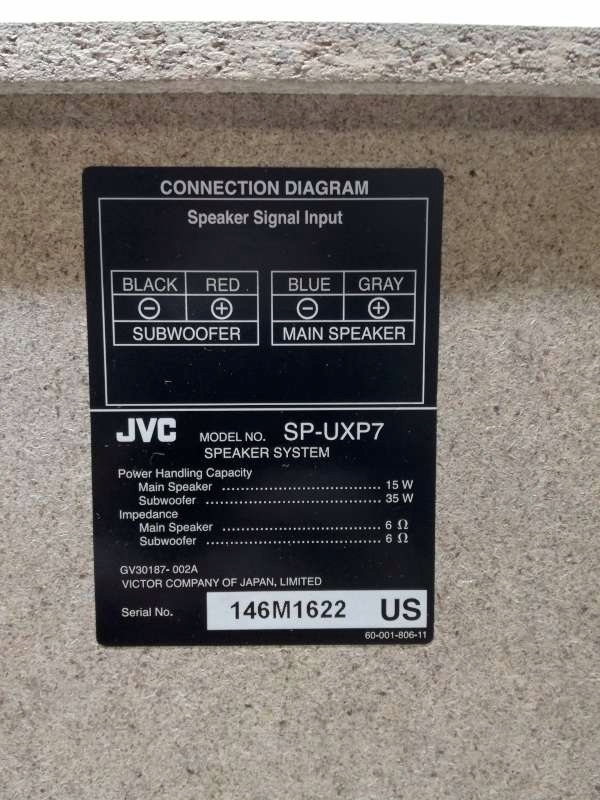 CONNECTION DIAGRAM
Speaker Signal Input
BLACK RED BLUE GRAY
⊖ ⊕ ⊖ ⊕
SUBWOOFER MAIN SPEAKER
JVC MODEL NO. SP-UXP7
SPEAKER SYSTEM
Power Handling Capacity
Main Speaker ................................ 15 W
Subwoofer ................................... 35 W
Impedance
Main Speaker ................................ 6 Ω
Subwoofer ................................... 6 Ω
GV30187- 002A
VICTOR COMPANY OF JAPAN, LIMITED
Serial No. 146M1622 US
60-001-806-11